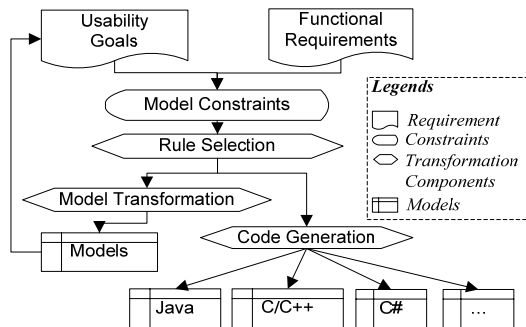 Usability
Goals
Functional
Requirements
Model Constraints
Rule Selection
Model Transformation
Models
Code Generation
Java
C/C++
C#
...
Legends
Requirement
Constraints
Transformation
Components
Models